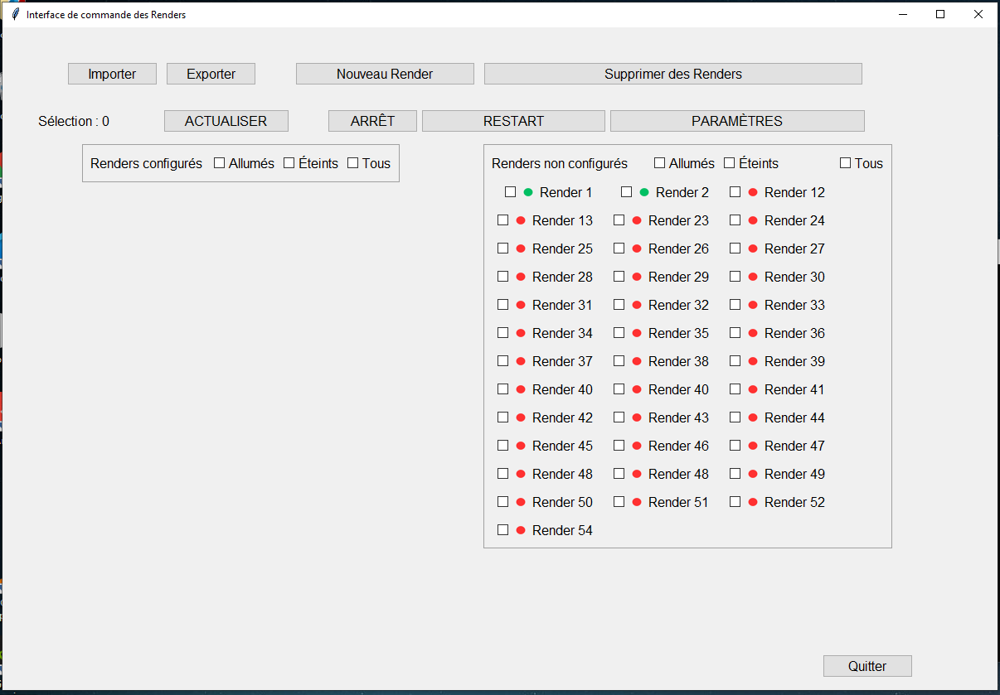 Interface de commande des Renders
Importer Exporter Nouveau Render Supprimer des Renders
Sélection : 0 ACTUALISER ARRÊT RESTART PARAMÈTRES
Renders configurés Allumés Éteints Tous
Renders non configurés Allumés Éteints Tous
Render 1 Render 2 Render 12
Render 13 Render 23 Render 24
Render 25 Render 26 Render 27
Render 28 Render 29 Render 30
Render 31 Render 32 Render 33
Render 34 Render 35 Render 36
Render 37 Render 38 Render 39
Render 40 Render 40 Render 41
Render 42 Render 43 Render 44
Render 45 Render 46 Render 47
Render 48 Render 48 Render 49
Render 50 Render 51 Render 52
Render 54
Quitter